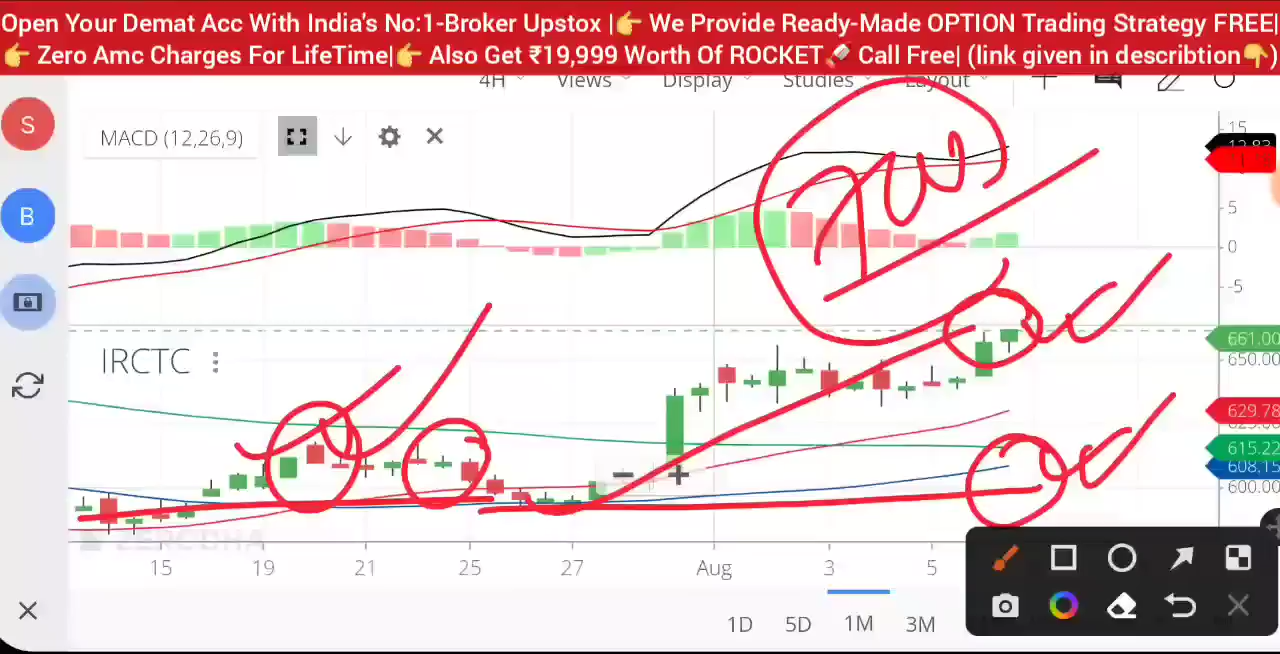 Open Your Demat Acc With India's No:1-Broker Upstox |👉 We Provide Ready-Made OPTION Trading Strategy FREE|
👉 Zero Amc Charges For LifeTime|👉 Also Get ₹19,999 Worth Of ROCKET🚀 Call Free| (link given in describtion👇)
4H Views Display Studies Layout
S
MACD (12,26,9)
15
12.83
B
5
0
-5
IRCTC
661.00
650.00
629.78
615.22
608.15
600.00
ZERODHA
15 19 21 25 27 Aug 3 5
1D 5D 1M 3M